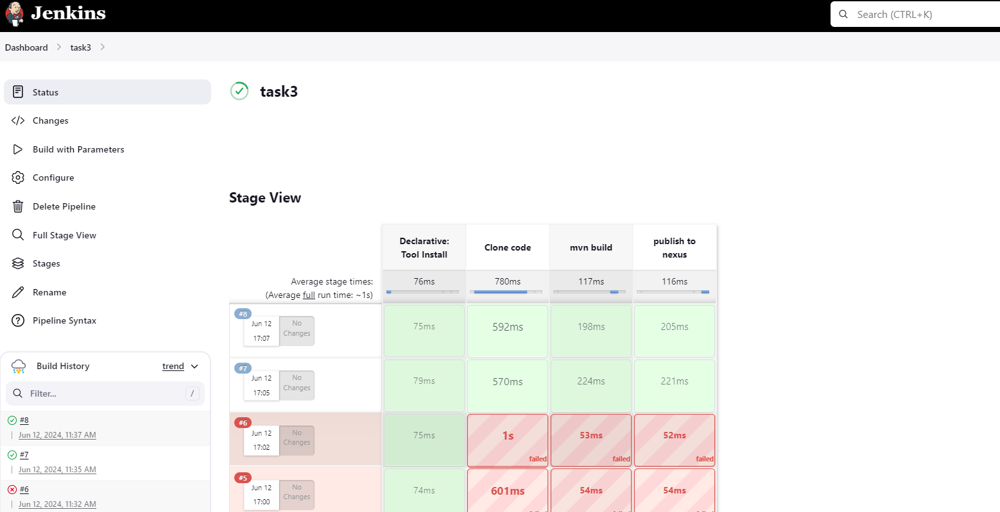 Jenkins
Search (CTRL+K)
Dashboard
task3
Status
Changes
Build with Parameters
Configure
Delete Pipeline
Full Stage View
Stages
Rename
Pipeline Syntax
Build History
trend
Filter...
/
#8
Jun 12, 2024, 11:37 AM
#7
Jun 12, 2024, 11:35 AM
#6
Jun 12, 2024, 11:32 AM
task3
Stage View
Declarative:
Tool Install
Clone code
mvn build
publish to
nexus
Average stage times:
(Average full run time: ~1s)
76ms
780ms
117ms
116ms
#8
Jun 12
17:07
No
Changes
75ms
592ms
198ms
205ms
#7
Jun 12
17:05
No
Changes
79ms
570ms
224ms
221ms
#6
Jun 12
17:02
No
Changes
75ms
1s
failed
53ms
failed
52ms
failed
#5
Jun 12
17:00
No
Changes
74ms
601ms
failed
54ms
failed
54ms
failed